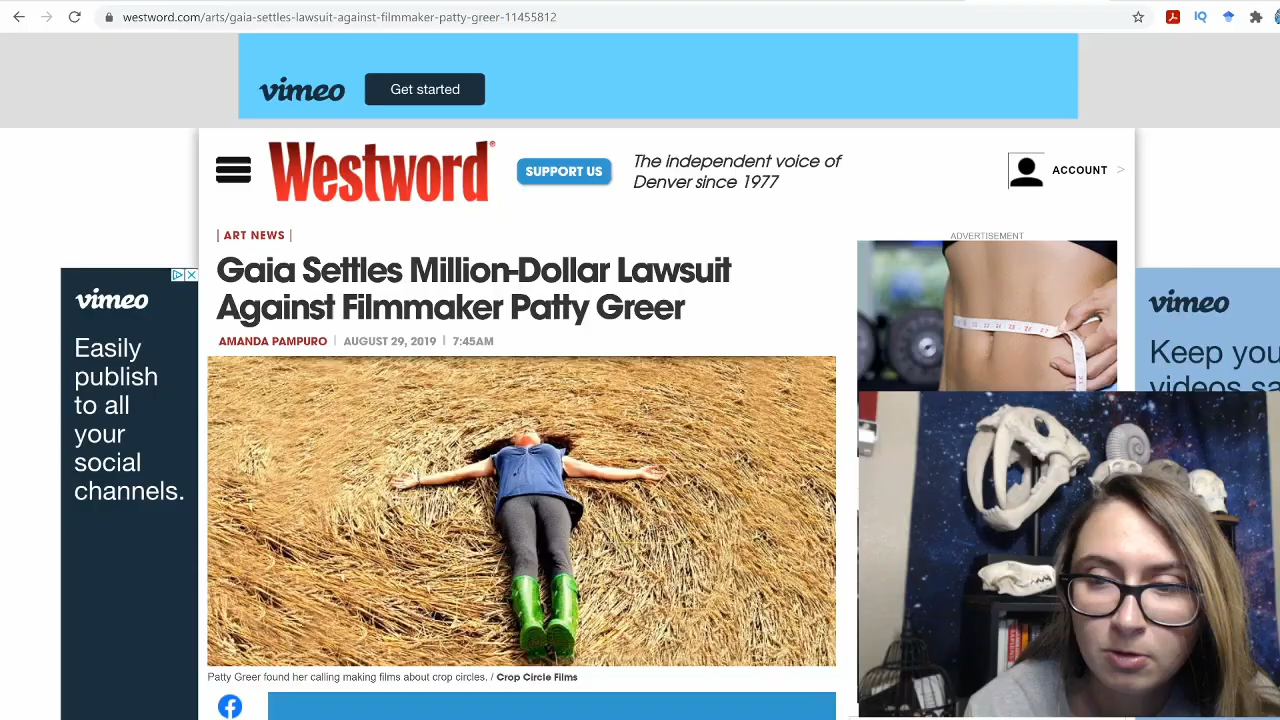 westword.com/arts/gaia-settles-lawsuit-against-filmmaker-patty-greer-11455812
IQ
vimeo
Get started
Westword®
SUPPORT US
The independent voice of
Denver since 1977
ACCOUNT >
| ART NEWS |
ADVERTISEMENT
Gaia Settles Million-Dollar Lawsuit
Against Filmmaker Patty Greer
AMANDA PAMPURO | AUGUST 29, 2019 | 7:45AM
vimeo
Easily
publish
to all
your
social
channels.
vimeo
Keep you
videos sa
Patty Greer found her calling making films about crop circles. / Crop Circle Films